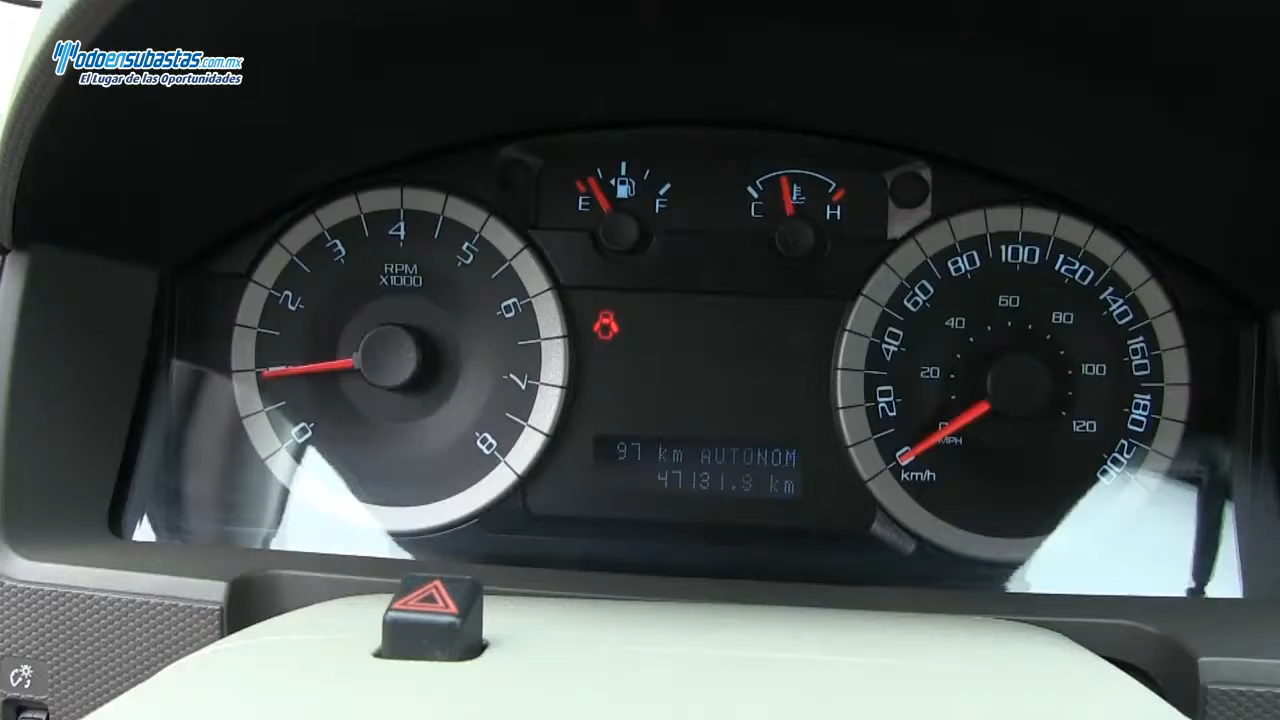 Todoensubastas.com.mx
El Lugar de las Oportunidades
E F
C H
RPM
X1000
0 1 2 3 4 5 6 7 8
0 20 40 60 80 100 120 140 160 180 200
0 20 40 60 80 100 120
MPH
km/h
97 km AUTONOM
47131.9 km